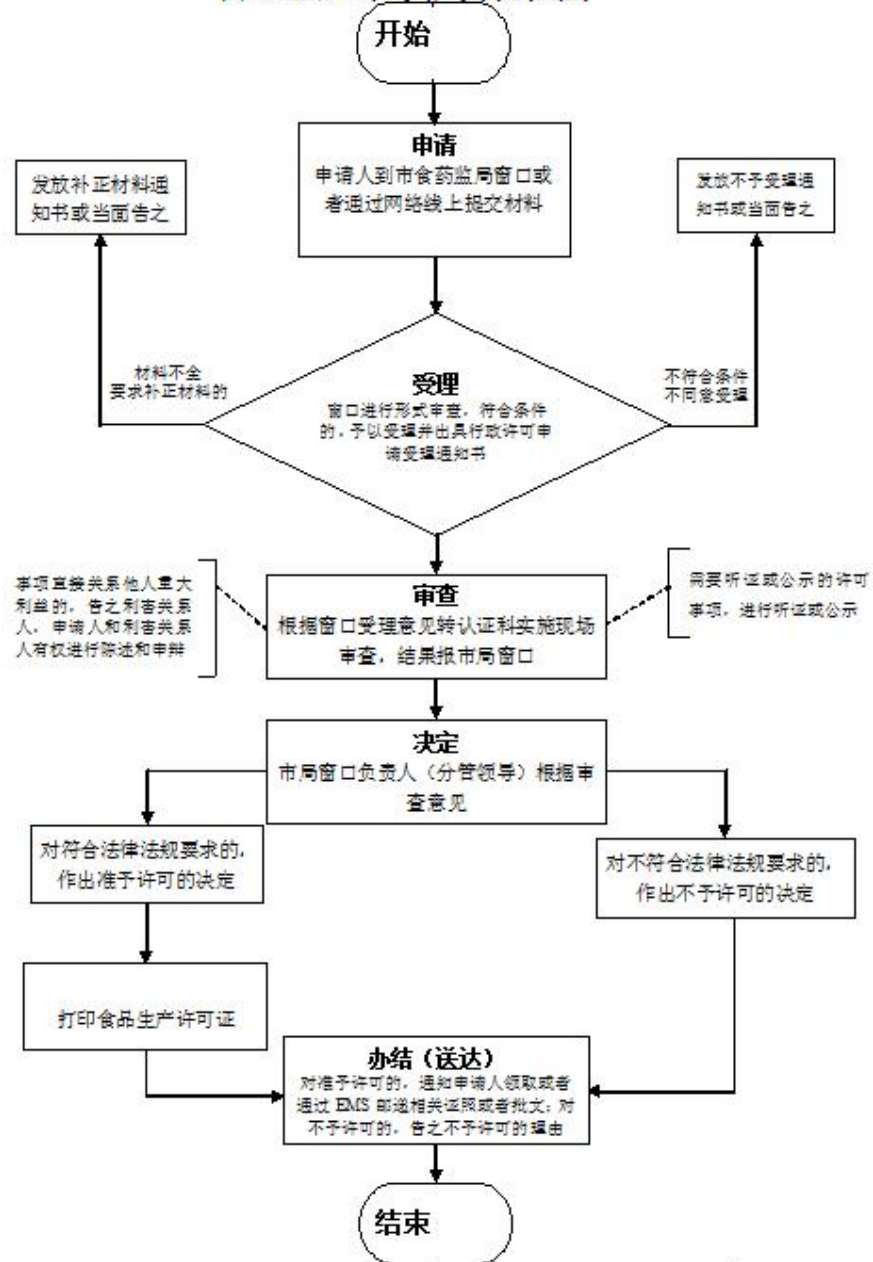 开始
申请
申请人到市食药监局窗口或
者通过网络线上提交材料
发放补正材料通
知书或当面告之
发放不予受理通
知书或当面告之
材料不全
要求补正材料的
不符合条件
不同意受理
受理
窗口进行形式审查，符合条件
的，予以受理并出具行政许可申
请受理通知书
事项直接关系他人重大
利益的，告之利害关系
人，申请人和利害关系
人有权进行陈述和申辩
审查
根据窗口受理意见转认证科实施现场
审查，结果报市局窗口
需要听证或公示的许可
事项，进行听证或公示
决定
市局窗口负责人（分管领导）根据审
查意见
对符合法律法规要求的，
作出准予许可的决定
对不符合法律法规要求的，
作出不予许可的决定
打印食品生产许可证
办结（送达）
对准予许可的，通知申请人领取或者
通过 EMS 邮递相关证照或者批文；对
不予许可的，告之不予许可的理由
结束